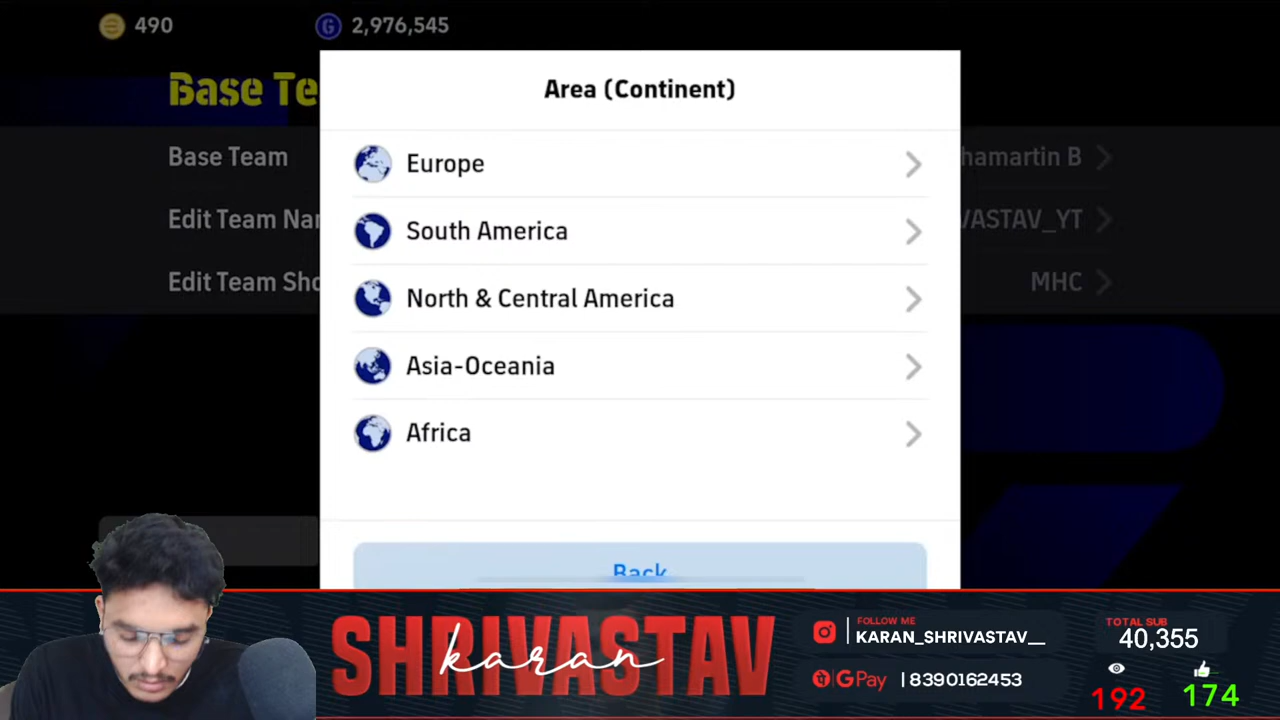 490
G 2,976,545
Area (Continent)
Base Te
Base Team
hamartin B
Edit Team Nar
VASTAV_YT
Edit Team Sho
MHC
Europe
South America
North & Central America
Asia-Oceania
Africa
Back
SHRIVASTAV
karan
FOLLOW ME
KARAN_SHRIVASTAV__
G Pay | 8390162453
TOTAL SUB
40,355
192
174